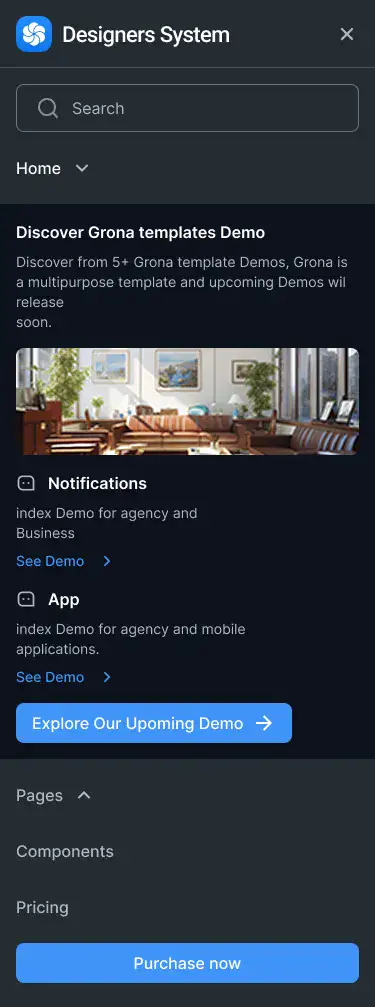 Designers System
Search
Home
Discover Grona templates Demo
Discover from 5+ Grona template Demos, Grona is
a multipurpose template and upcoming Demos wil
release
soon.
Notifications
index Demo for agency and
Business
See Demo
App
index Demo for agency and mobile
applications.
See Demo
Explore Our Upoming Demo
Pages
Components
Pricing
Purchase now